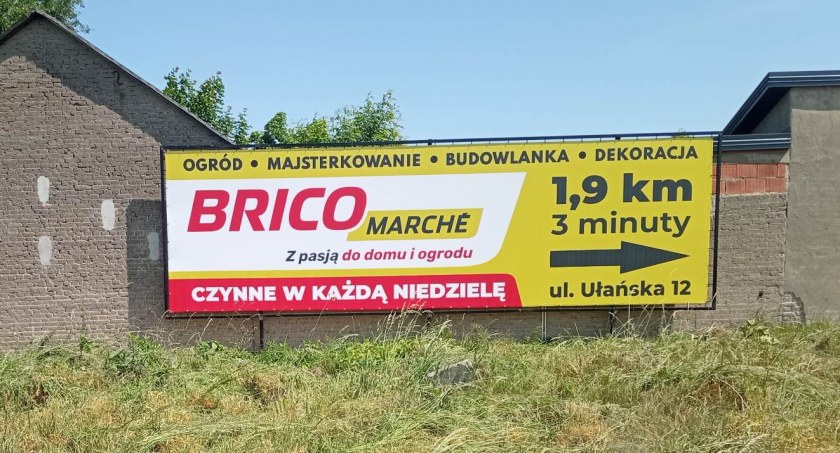 OGRÓD • MAJSTERKOWANIE • BUDOWLANKA • DEKORACJA
BRICO
MARCHÉ
Z pasją do domu i ogrodu
CZYNNE W KAŻDĄ NIEDZIELĘ
1,9 km
3 minuty
ul. Ułańska 12